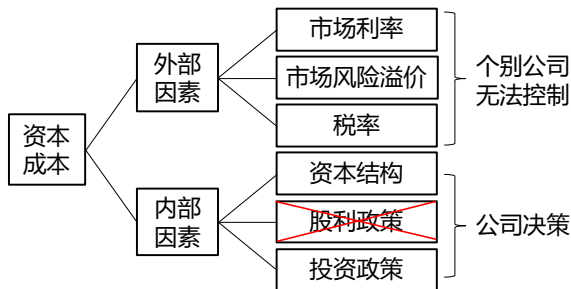 资本
成本
外部
因素
市场利率
市场风险溢价
税率
个别公司
无法控制
内部
因素
资本结构
股利政策
投资政策
公司决策